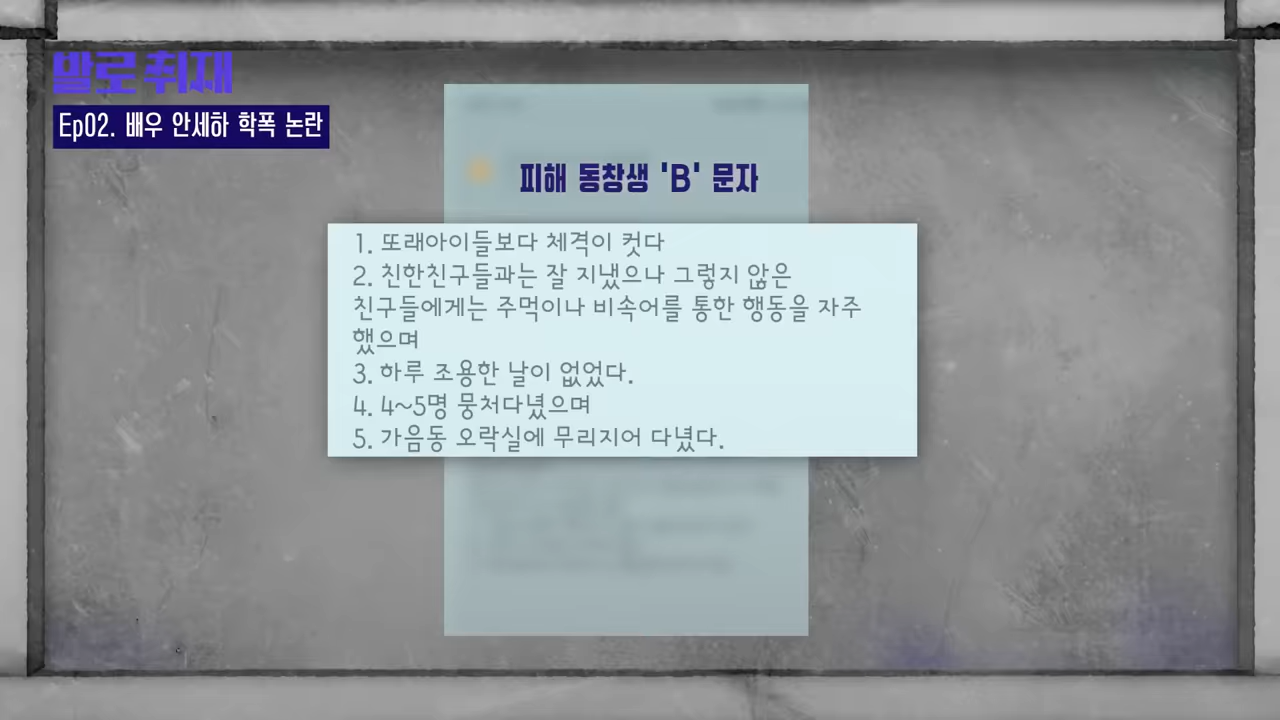 발로 취재
Ep02. 배우 안세하 학폭 논란
피해 동창생 'B' 문자
1. 또래아이들보다 체격이 컷다
2. 친한친구들과는 잘 지냈으나 그렇지 않은
친구들에게는 주먹이나 비속어를 통한 행동을 자주
했으며
3. 하루 조용한 날이 없었다.
4. 4~5명 뭉처다녔으며
5. 가음동 오락실에 무리지어 다녔다.